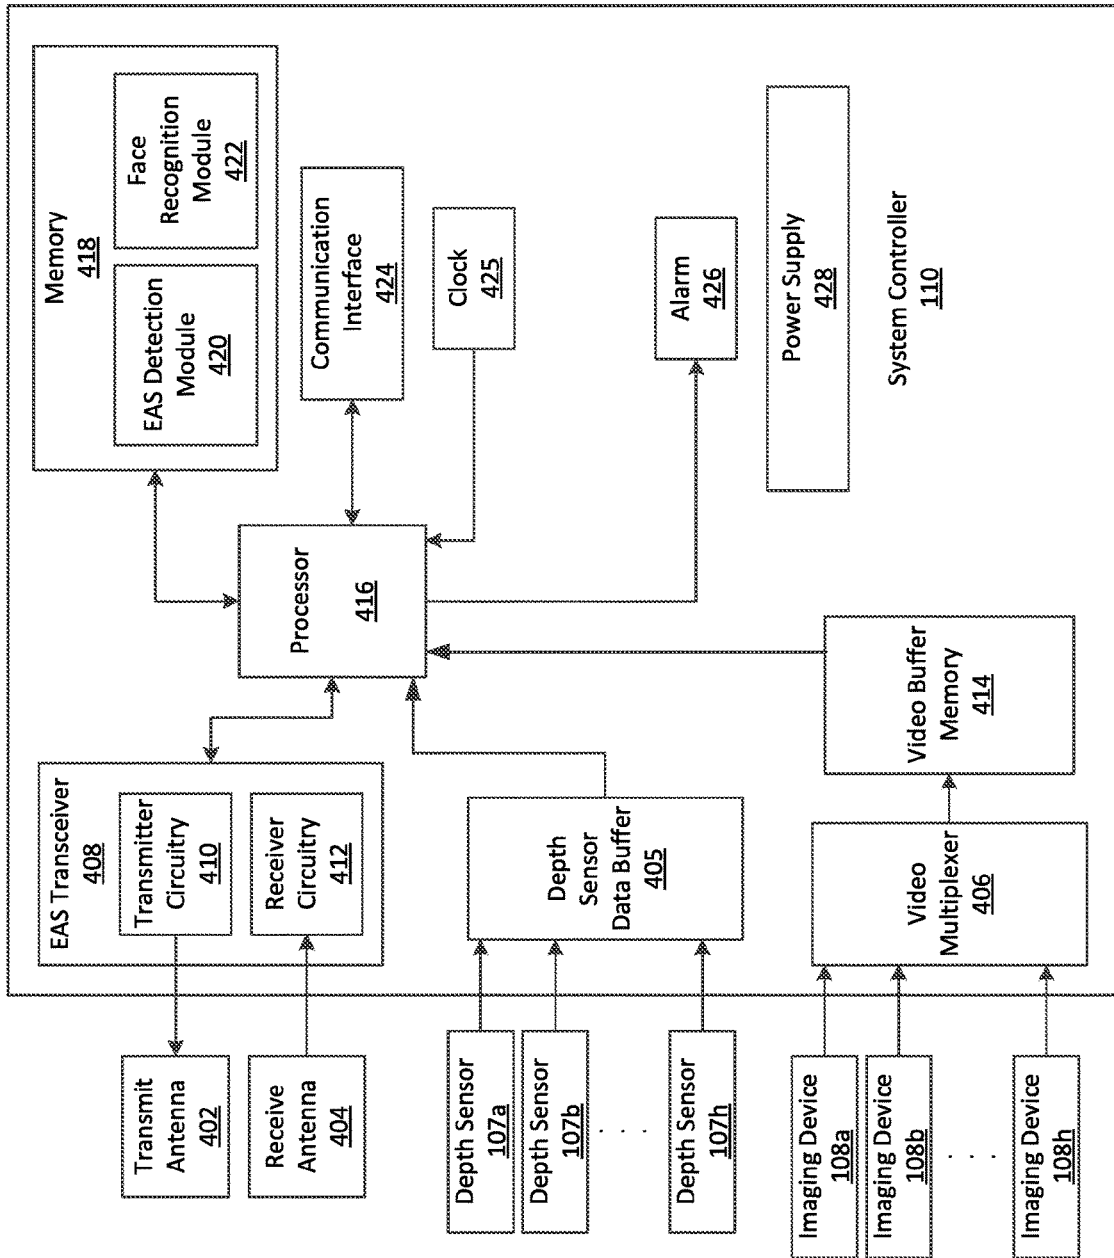 Transmit
Antenna
402
Receive
Antenna
404
Depth Sensor
107a
Depth Sensor
107b
. . .
Depth Sensor
107h
Imaging Device
108a
Imaging Device
108b
. . .
Imaging Device
108h
EAS Transceiver
408
Transmitter
Circuitry
410
Receiver
Circuitry
412
Depth
Sensor
Data Buffer
405
Video
Multiplexer
406
Video Buffer
Memory
414
Processor
416
Memory
418
EAS Detection
Module
420
Face
Recognition
Module
422
Communication
Interface
424
Clock
425
Alarm
426
Power Supply
428
System Controller
110